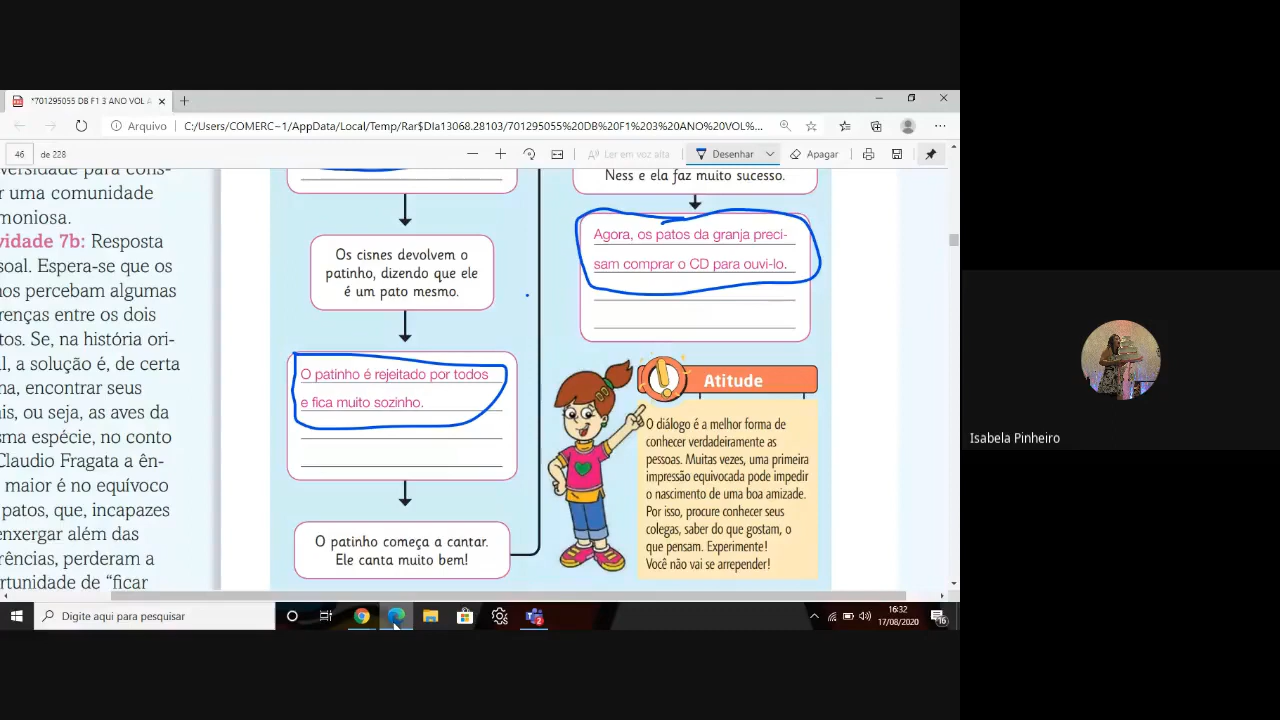 *701295055 DB F1 3 ANO VOL
Arquivo
C:/Users/COMERC~1/AppData/Local/Temp/Rar$DIa13068.28103/701295055%20DB%20F1%203%20ANO%20VOL%...
46
de 228
Ler em voz alta
Desenhar
Apagar
versidade para cons-
r uma comunidade
moniosa.
vidade 7b: Resposta
soal. Espera-se que os
nos percebam algumas
renças entre os dois
tos. Se, na história ori-
al, a solução é, de certa
ma, encontrar seus
ais, ou seja, as aves da
sma espécie, no conto
Claudio Fragata a ên-
maior é no equívoco
patos, que, incapazes
enxergar além das
rências, perderam a
rtunidade de "ficar
Os cisnes devolvem o
patinho, dizendo que ele
é um pato mesmo.
O patinho é rejeitado por todos
e fica muito sozinho.
O patinho começa a cantar.
Ele canta muito bem!
Ness e ela faz muito sucesso.
Agora, os patos da granja preci-
sam comprar o CD para ouvi-lo.
Atitude
O diálogo é a melhor forma de
conhecer verdadeiramente as
pessoas. Muitas vezes, uma primeira
impressão equivocada pode impedir
o nascimento de uma boa amizade.
Por isso, procure conhecer seus
colegas, saber do que gostam, o
que pensam. Experimente!
Você não vai se arrepender!
Isabela Pinheiro
Digite aqui para pesquisar
16:32
17/08/2020
16